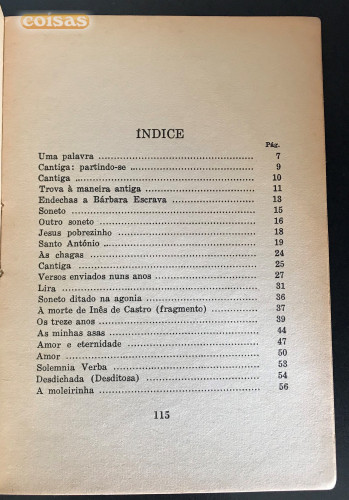 coisas
ÍNDICE
Pág.
Uma palavra ........ 7
Cantiga: partindo-se ........ 9
Cantiga ........ 10
Trova à maneira antiga ........ 11
Endechas a Bárbara Escrava ........ 13
Soneto ........ 15
Outro soneto ........ 16
Jesus pobrezinho ........ 18
Santo António ........ 19
Às chagas ........ 24
Cantiga ........ 25
Versos enviados nuns anos ........ 27
Lira ........ 31
Soneto ditado na agonia ........ 36
À morte de Inês de Castro (fragmento) ........ 37
Os treze anos ........ 39
As minhas asas ........ 44
Amor e eternidade ........ 47
Amor ........ 50
Solemnia Verba ........ 53
Desdichada (Desditosa) ........ 54
A moleirinha ........ 56
115